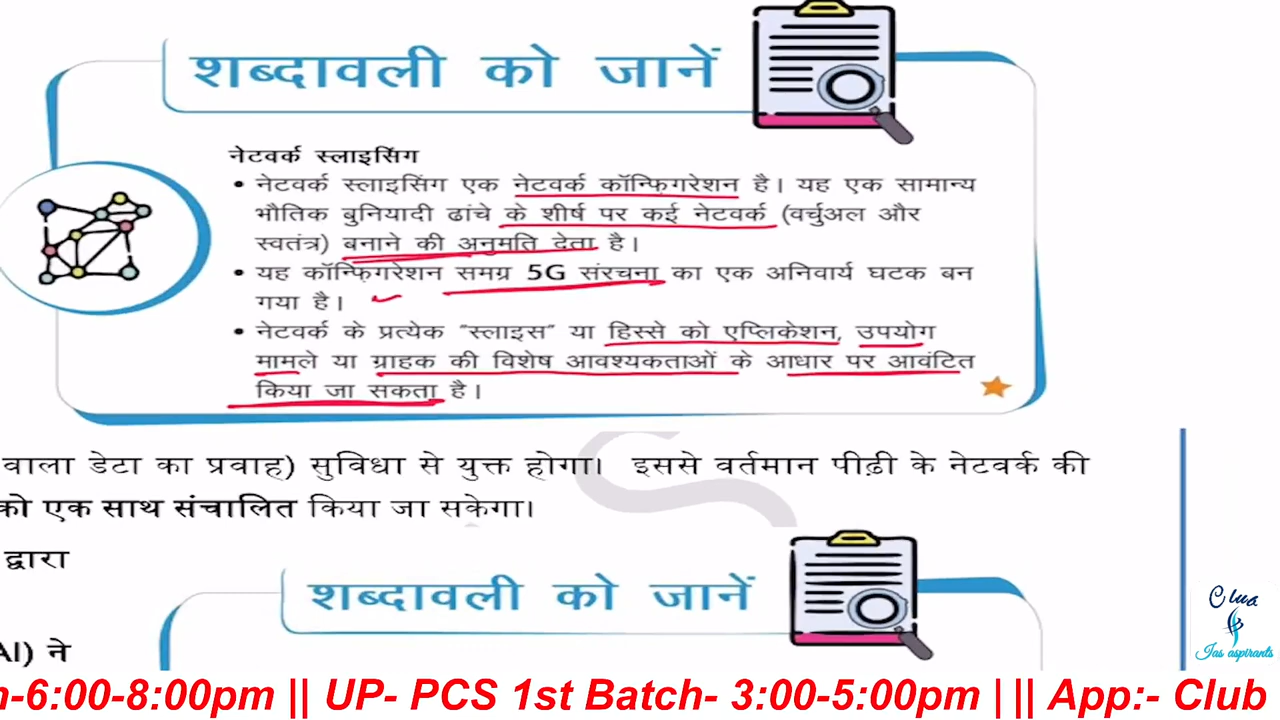 शब्दावली को जानें
नेटवर्क स्लाइसिंग
• नेटवर्क स्लाइसिंग एक नेटवर्क कॉन्फ़िगरेशन है। यह एक सामान्य
भौतिक बुनियादी ढांचे के शीर्ष पर कई नेटवर्क (वर्चुअल और
स्वतंत्र) बनाने की अनुमति देता है।
• यह कॉन्फ़िगरेशन समग्र 5G संरचना का एक अनिवार्य घटक बन
गया है।
• नेटवर्क के प्रत्येक "स्लाइस" या हिस्से को एप्लिकेशन, उपयोग
मामले या ग्राहक की विशेष आवश्यकताओं के आधार पर आवंटित
किया जा सकता है।
वाला डेटा का प्रवाह) सुविधा से युक्त होगा। इससे वर्तमान पीढ़ी के नेटवर्क की
को एक साथ संचालित किया जा सकेगा।
द्वारा
शब्दावली को जानें
AI) ने
Club
Ias aspirants
-6:00-8:00pm || UP- PCS 1st Batch- 3:00-5:00pm | || App:- Club